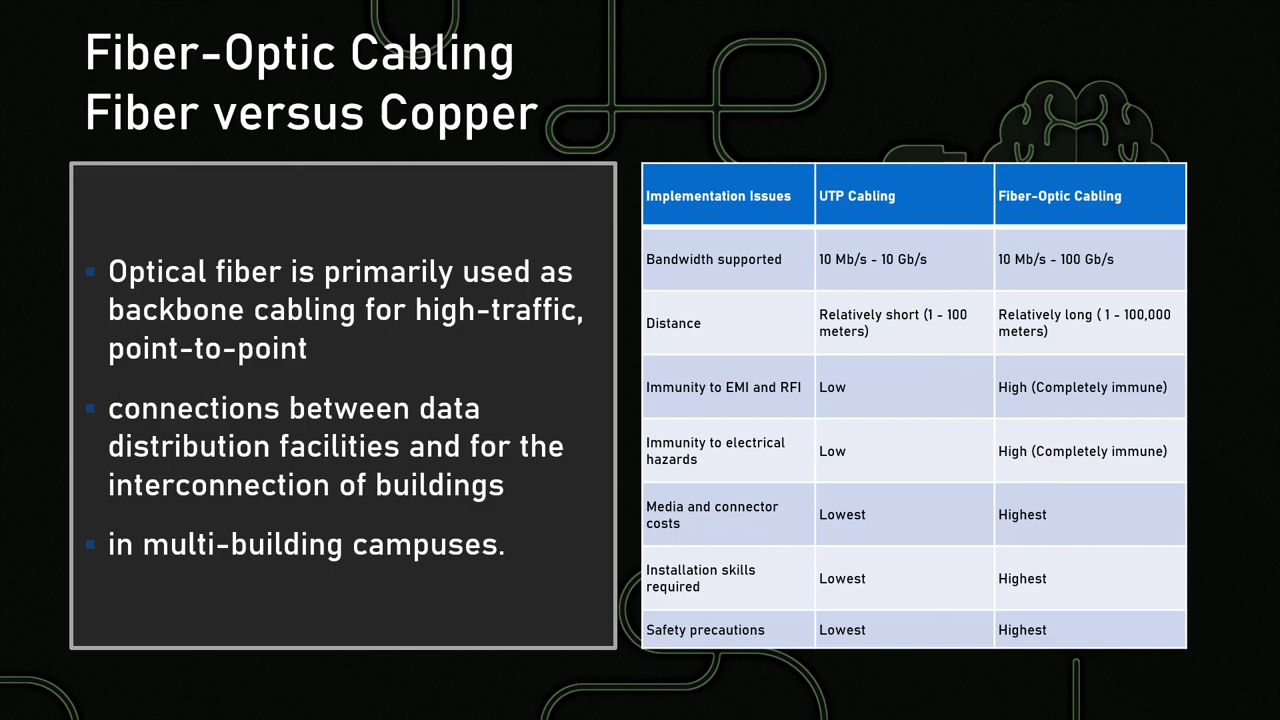 Fiber-Optic Cabling
Fiber versus Copper
Optical fiber is primarily used as
backbone cabling for high-traffic,
point-to-point
connections between data
distribution facilities and for the
interconnection of buildings
in multi-building campuses.
Implementation Issues UTP Cabling Fiber-Optic Cabling
Bandwidth supported 10 Mb/s - 10 Gb/s 10 Mb/s - 100 Gb/s
Distance Relatively short (1 - 100 meters) Relatively long ( 1 - 100,000 meters)
Immunity to EMI and RFI Low High (Completely immune)
Immunity to electrical hazards Low High (Completely immune)
Media and connector costs Lowest Highest
Installation skills required Lowest Highest
Safety precautions Lowest Highest